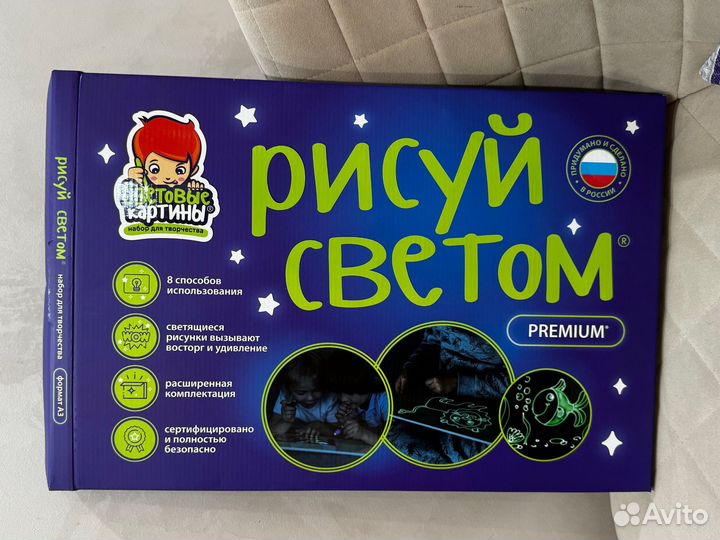 рисуй светом®
набор для творчества
формат А3
Световые
картины®
набор для творчества
рисуй
светом®
PREMIUM®
ПРИДУМАНО И СДЕЛАНО
В РОССИИ
8 способов
использования
WOW
светящиеся
рисунки вызывают
восторг и удивление
расширенная
комплектация
сертифицировано
и полностью
безопасно
Avito